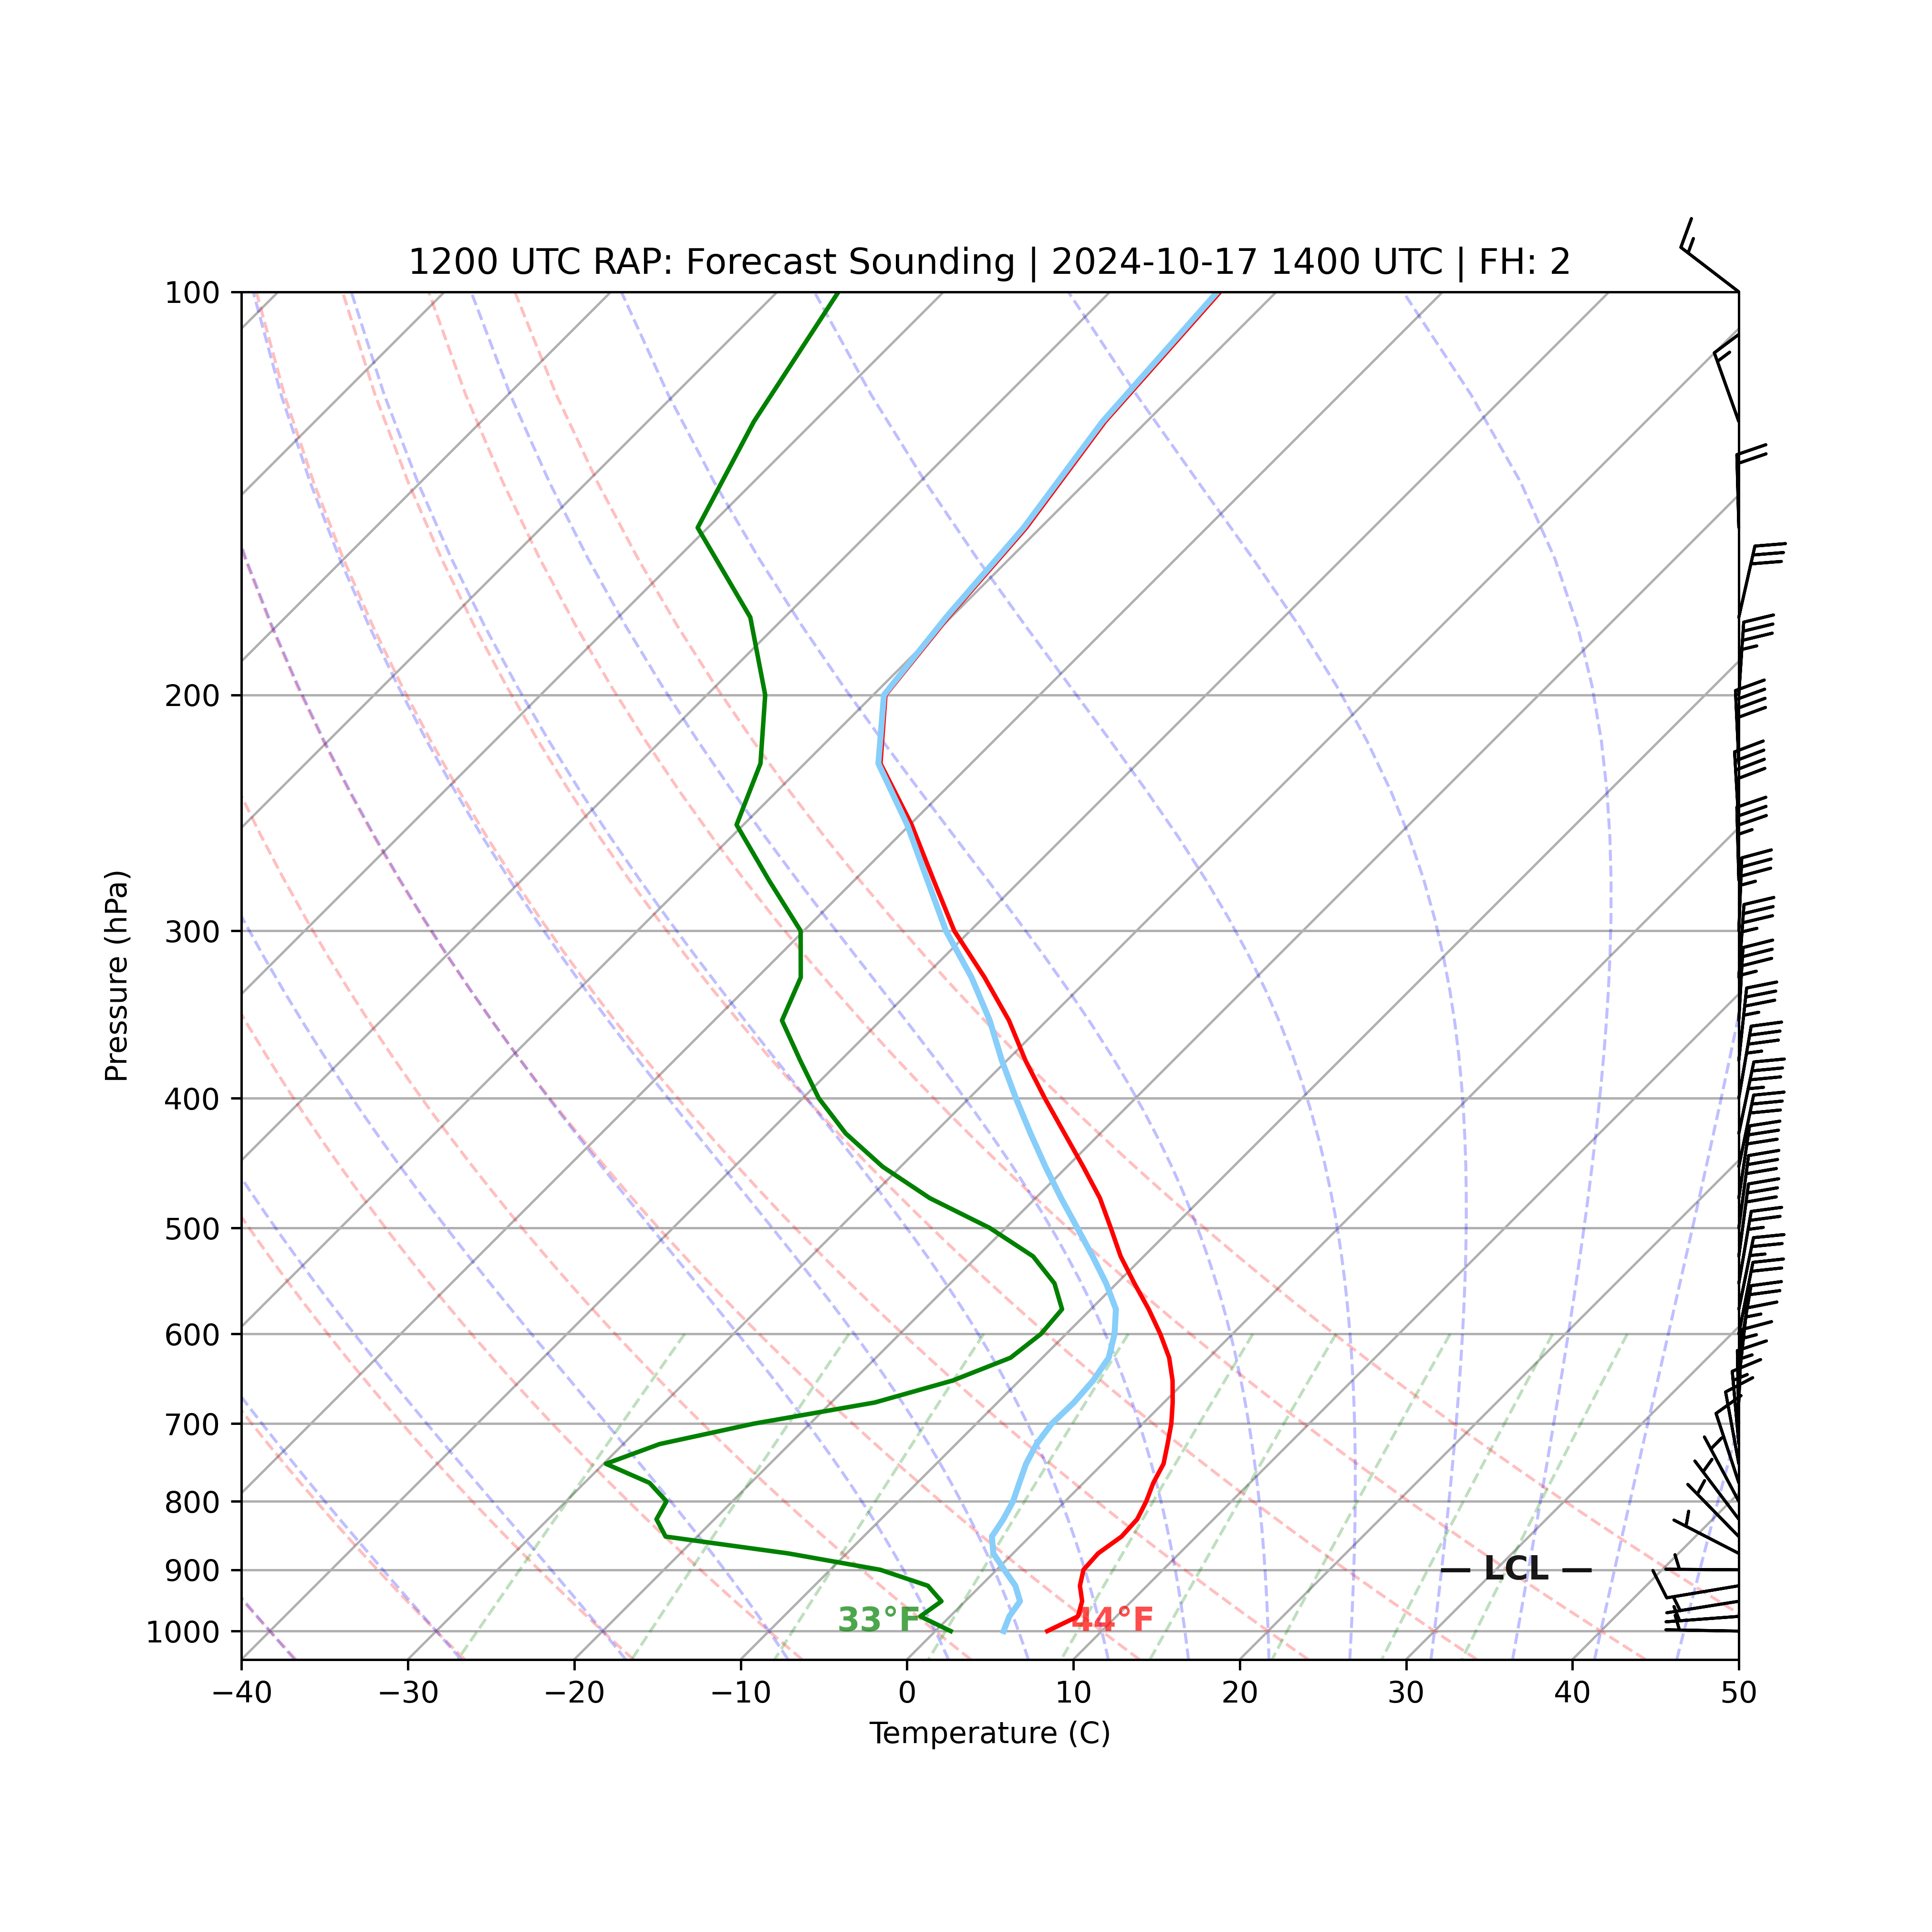 1200 UTC RAP: Forecast Sounding | 2024-10-17 1400 UTC | FH: 2
100
200
300
400
500
600
700
800
900
1000
Pressure (hPa)
— LCL —
33°F
44°F
−40 −30 −20 −10 0 10 20 30 40 50
Temperature (C)